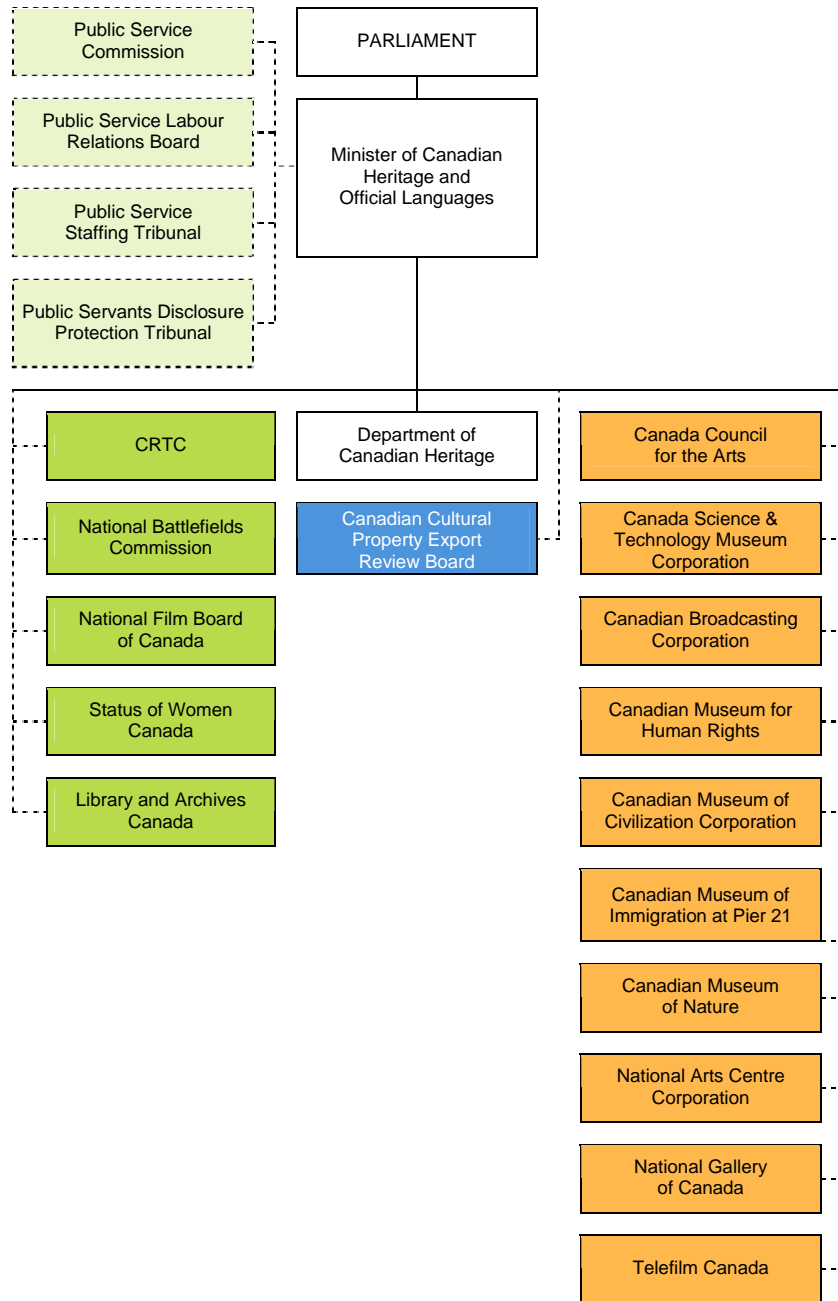 Public Service
Commission
PARLIAMENT
Public Service Labour
Relations Board
Minister of Canadian
Heritage and
Official Languages
Public Service
Staffing Tribunal
Public Servants Disclosure
Protection Tribunal
CRTC
Department of
Canadian Heritage
Canada Council
for the Arts
National Battlefields
Commission
Canadian Cultural
Property Export
Review Board
Canada Science &
Technology Museum
Corporation
National Film Board
of Canada
Canadian Broadcasting
Corporation
Status of Women
Canada
Canadian Museum for
Human Rights
Library and Archives
Canada
Canadian Museum of
Civilization Corporation
Canadian Museum of
Immigration at Pier 21
Canadian Museum
of Nature
National Arts Centre
Corporation
National Gallery
of Canada
Telefilm Canada